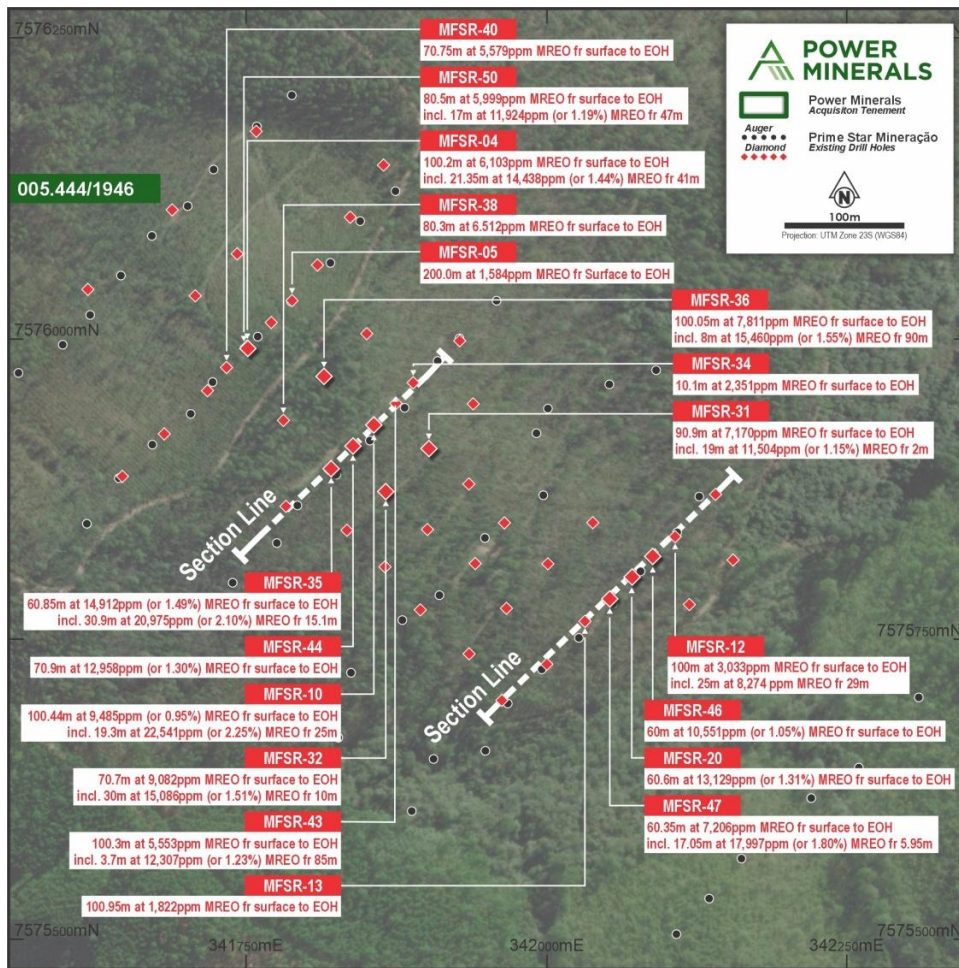 7576250mN
MFSR-40
70.75m at 5,579ppm MREO fr surface to EOH
MFSR-50
80.5m at 5,999ppm MREO fr surface to EOH
incl. 17m at 11,924ppm (or 1.19%) MREO fr 47m
MFSR-04
100.2m at 6,103ppm MREO fr surface to EOH
incl. 21.35m at 14,438ppm (or 1.44%) MREO fr 41m
MFSR-38
80.3m at 6.512ppm MREO fr surface to EOH
MFSR-05
200.0m at 1,584ppm MREO fr Surface to EOH
POWER
MINERALS
Power Minerals
Acquisiton Tenement
Auger
Diamond
Prime Star Mineração
Existing Drill Holes
N
100m
Projection: UTM Zone 23S (WGS84)
005.444/1946
MFSR-36
100.05m at 7,811ppm MREO fr surface to EOH
incl. 8m at 15,460ppm (or 1.55%) MREO fr 90m
7576000mN
MFSR-34
10.1m at 2,351ppm MREO fr surface to EOH
MFSR-31
90.9m at 7,170ppm MREO fr surface to EOH
incl. 19m at 11,504ppm (or 1.15%) MREO fr 2m
Section Line
Section Line
MFSR-35
60.85m at 14,912ppm (or 1.49%) MREO fr surface to EOH
incl. 30.9m at 20,975ppm (or 2.10%) MREO fr 15.1m
MFSR-44
70.9m at 12,958ppm (or 1.30%) MREO fr surface to EOH
MFSR-10
100.44m at 9,485ppm (or 0.95%) MREO fr surface to EOH
incl. 19.3m at 22,541ppm (or 2.25%) MREO fr 25m
MFSR-32
70.7m at 9,082ppm MREO fr surface to EOH
incl. 30m at 15,086ppm (or 1.51%) MREO fr 10m
MFSR-43
100.3m at 5,553ppm MREO fr surface to EOH
incl. 3.7m at 12,307ppm (or 1.23%) MREO fr 85m
MFSR-13
100.95m at 1,822ppm MREO fr surface to EOH
7575750mN
MFSR-12
100m at 3,033ppm MREO fr surface to EOH
incl. 25m at 8,274 ppm MREO fr 29m
MFSR-46
60m at 10,551ppm (or 1.05%) MREO fr surface to EOH
MFSR-20
60.6m at 13,129ppm (or 1.31%) MREO fr surface to EOH
MFSR-47
60.35m at 7,206ppm MREO fr surface to EOH
incl. 17.05m at 17,997ppm (or 1.80%) MREO fr 5.95m
7575500mN
341750mE
342000mE
342250mE
7575500mN